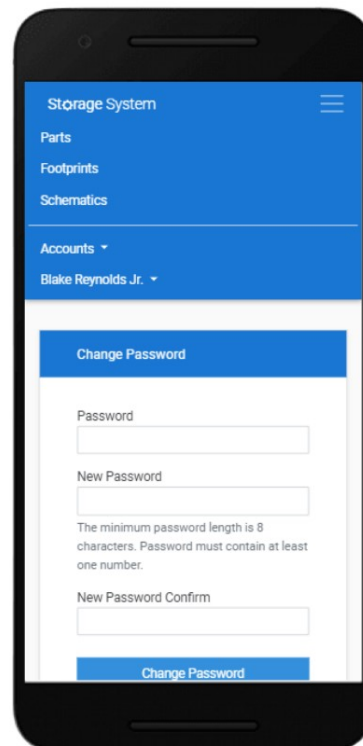 Storage System
Parts
Footprints
Schematics
Accounts
Blake Reynolds Jr.
Change Password
Password
New Password
The minimum password length is 8
characters. Password must contain at least
one number.
New Password Confirm
Change Password